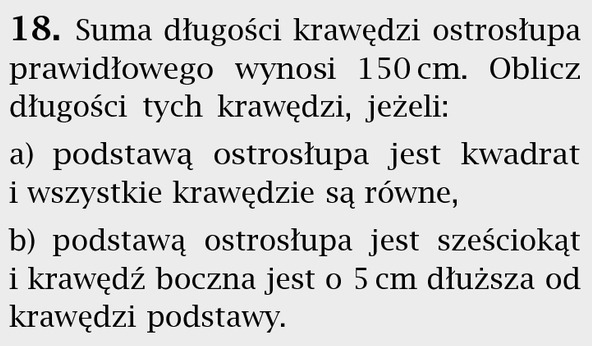 18. Suma długości krawędzi ostrosłupa
prawidłowego wynosi 150 cm. Oblicz
długości tych krawędzi, jeżeli:
a) podstawą ostrosłupa jest kwadrat
i wszystkie krawędzie są równe,
b) podstawą ostrosłupa jest sześciokąt
i krawędź boczna jest o 5 cm dłuższa od
krawędzi podstawy.